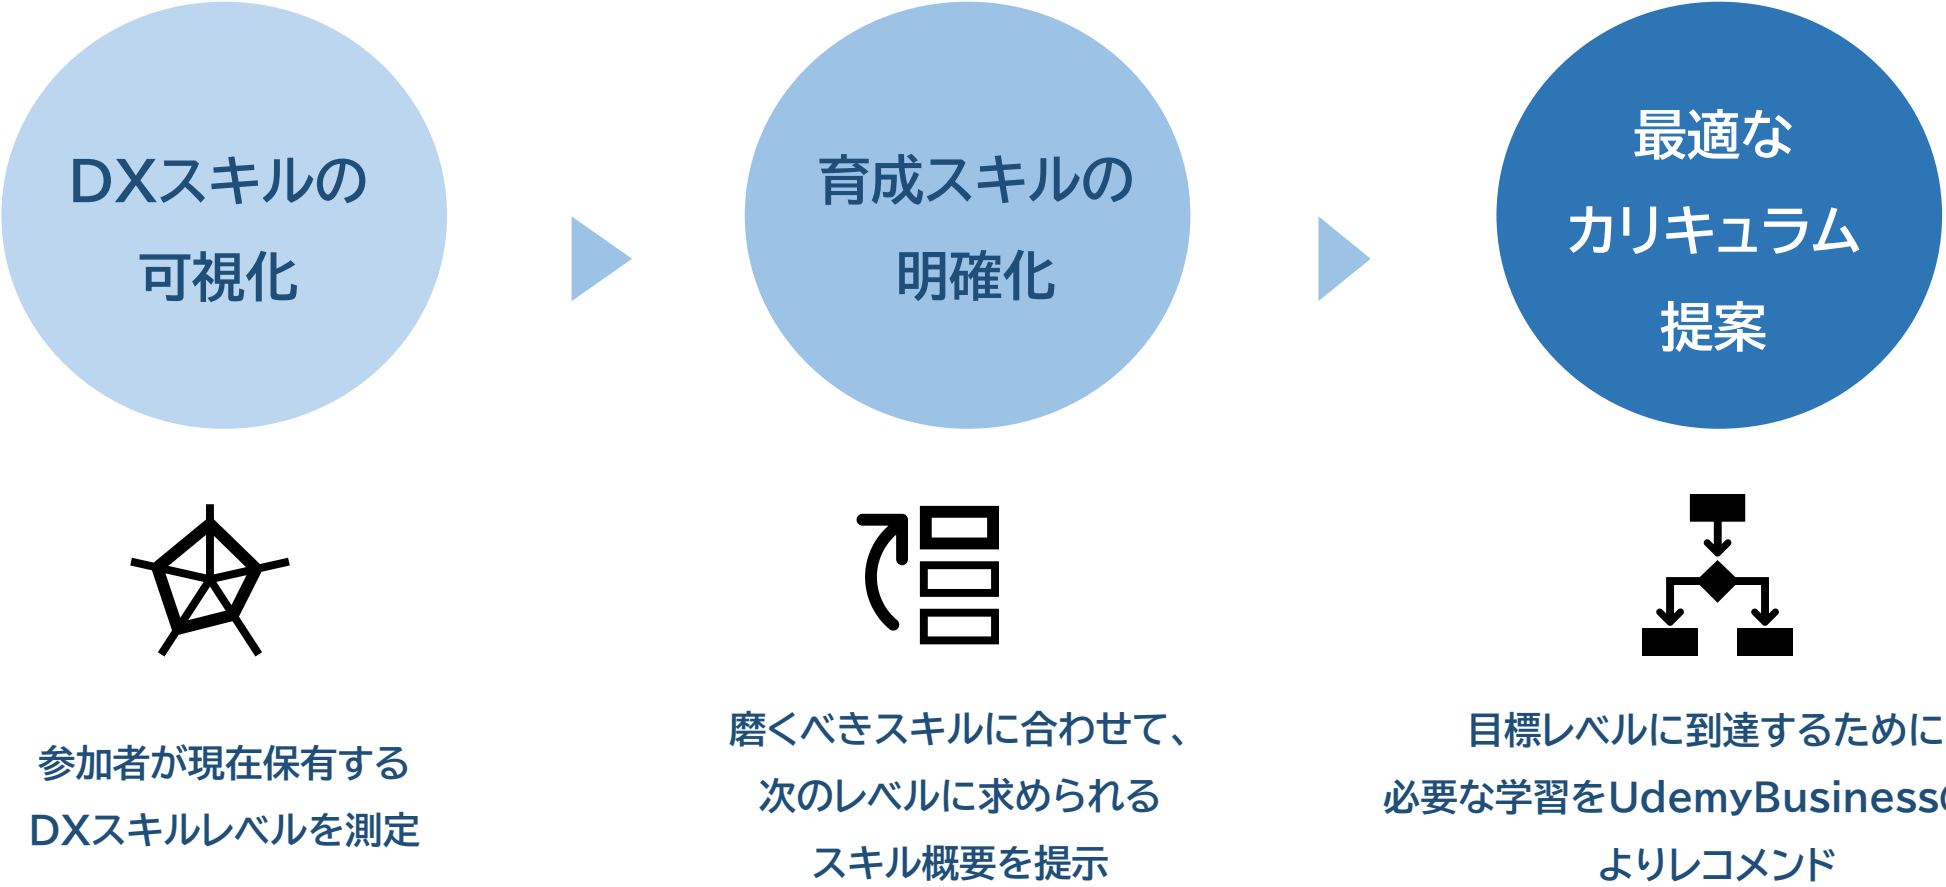 DXスキルの
可視化
育成スキルの
明確化
最適な
カリキュラム
提案
参加者が現在保有する
DXスキルレベルを測定
磨くべきスキルに合わせて、
次のレベルに求められる
スキル概要を提示
目標レベルに到達するために
必要な学習をUdemyBusiness
よりレコメンド